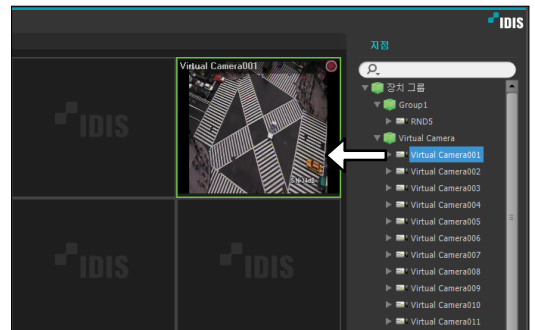 IDIS
지점
Virtual Camera001
IDIS
장치 그룹
Group1
RND5
Virtual Camera
Virtual Camera001
Virtual Camera002
Virtual Camera003
Virtual Camera004
Virtual Camera005
Virtual Camera006
Virtual Camera007
Virtual Camera008
Virtual Camera009
Virtual Camera010
Virtual Camera011
IDIS
IDIS